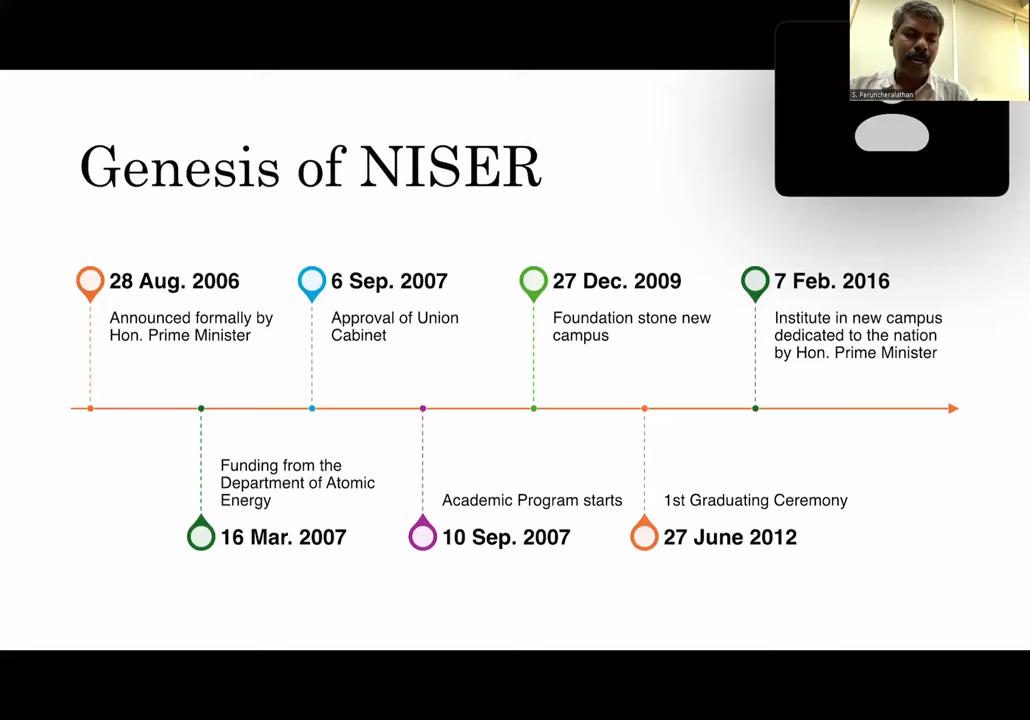 S. Peruncheralathan
Genesis of NISER
28 Aug. 2006
Announced formally by
Hon. Prime Minister
6 Sep. 2007
Approval of Union
Cabinet
27 Dec. 2009
Foundation stone new
campus
7 Feb. 2016
Institute in new campus
dedicated to the nation
by Hon. Prime Minister
Funding from the
Department of Atomic
Energy
16 Mar. 2007
Academic Program starts
10 Sep. 2007
1st Graduating Ceremony
27 June 2012